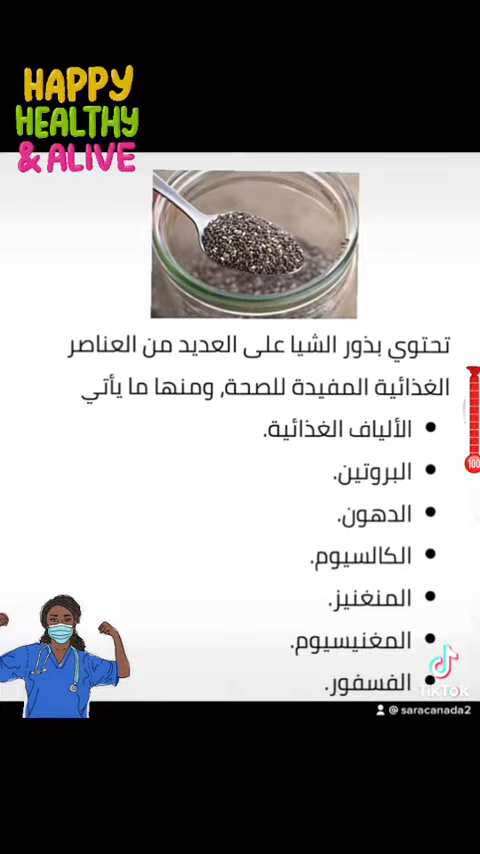 HAPPY
HEALTHY
& ALIVE
تحتوي بذور الشيا على العديد من العناصر
الغذائية المفيدة للصحة، ومنها ما يأتي
• الألياف الغذائية.
• البروتين.
• الدهون.
• الكالسيوم.
• المنغنيز.
• المغنيسيوم.
• الفسفور.
100
TikTok
@ saracanada2